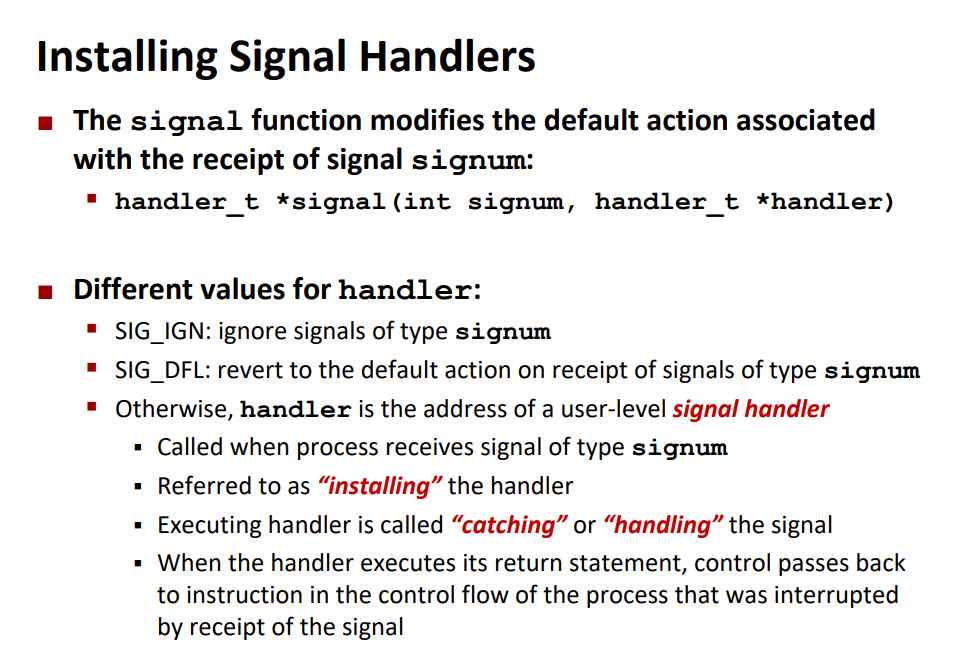 Installing Signal Handlers
The signal function modifies the default action associated
with the receipt of signal signum:
handler_t *signal(int signum, handler_t *handler)
Different values for handler:
SIG_IGN: ignore signals of type signum
SIG_DFL: revert to the default action on receipt of signals of type signum
Otherwise, handler is the address of a user-level signal handler
Called when process receives signal of type signum
Referred to as “installing” the handler
Executing handler is called “catching” or “handling” the signal
When the handler executes its return statement, control passes back
to instruction in the control flow of the process that was interrupted
by receipt of the signal